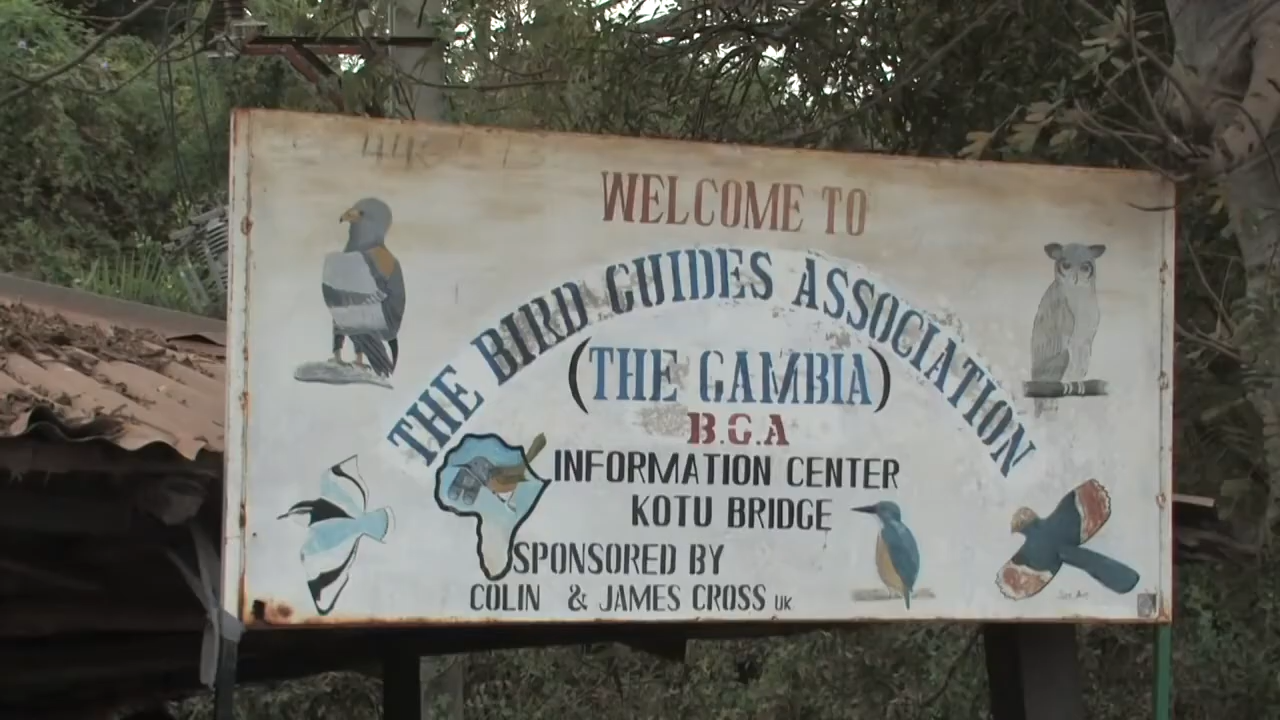 WELCOME TO
THE BIRD GUIDES ASSOCIATION
(THE GAMBIA)
B.G.A
INFORMATION CENTER
KOTU BRIDGE
SPONSORED BY
COLIN & JAMES CROSS UK